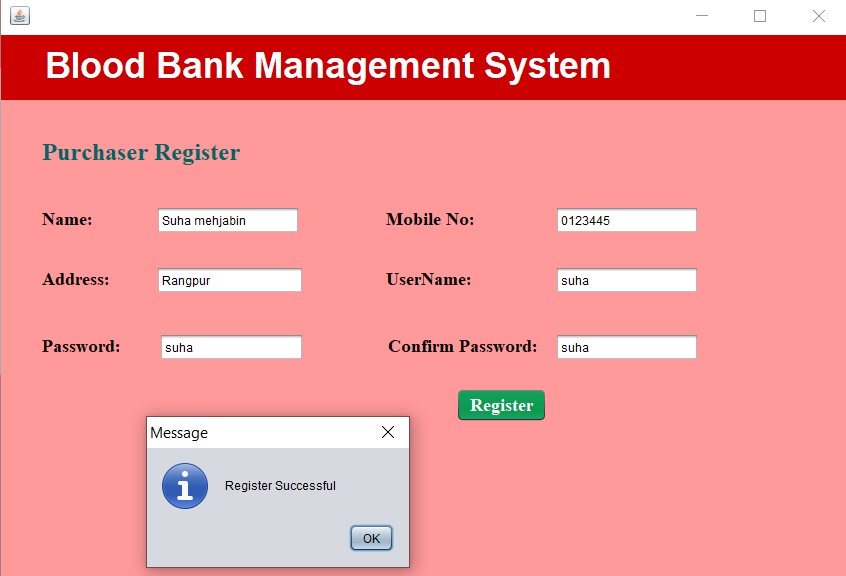 Blood Bank Management System
Purchaser Register
Name: Suha mehjabin Mobile No: 0123445
Address: Rangpur UserName: suha
Password: suha Confirm Password: suha
Register
Message
Register Successful
OK